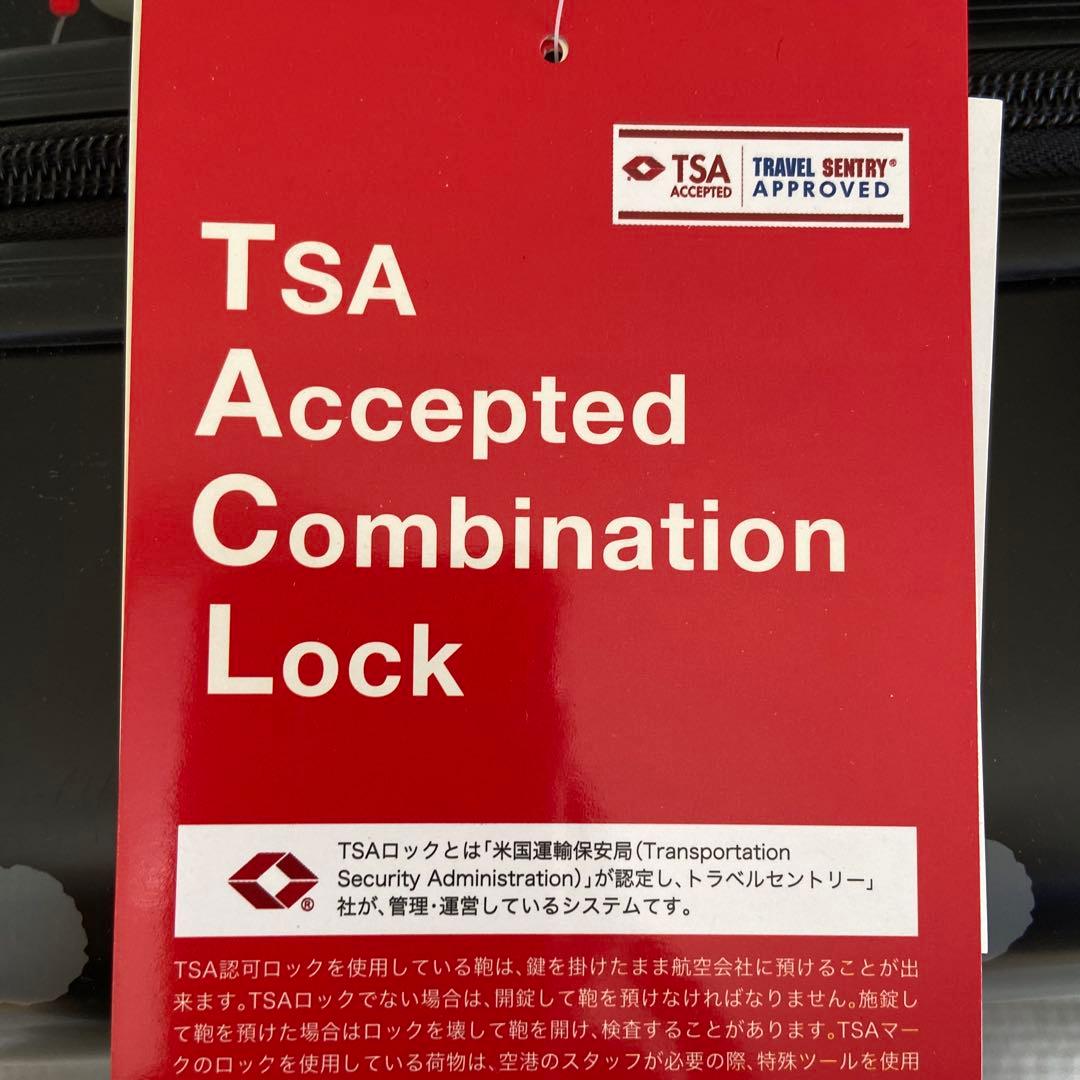 TSA
ACCEPTED
TRAVEL SENTRY®
APPROVED
TSA
Accepted
Combination
Lock
®
TSAロックとは「米国運輸保安局(Transportation
Security Administration)」が認定し、トラベルセントリー」
社が、管理・運営しているシステムてす。
TSA認可ロックを使用している鞄は、鍵を掛けたまま航空会社に預けることが出
来ます。TSAロックでない場合は、開錠して鞄を預けなければなりません。施錠し
て鞄を預けた場合はロックを壊して鞄を開け、検査することがあります。TSAマー
クのロックを使用している荷物は、空港のスタッフが必要の際、特殊ツールを使用